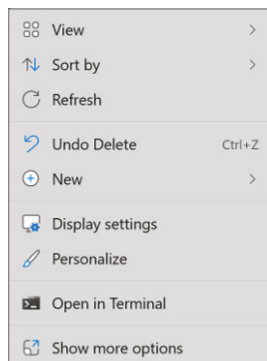 View
Sort by
Refresh
Undo Delete Ctrl+Z
New
Display settings
Personalize
Open in Terminal
Show more options